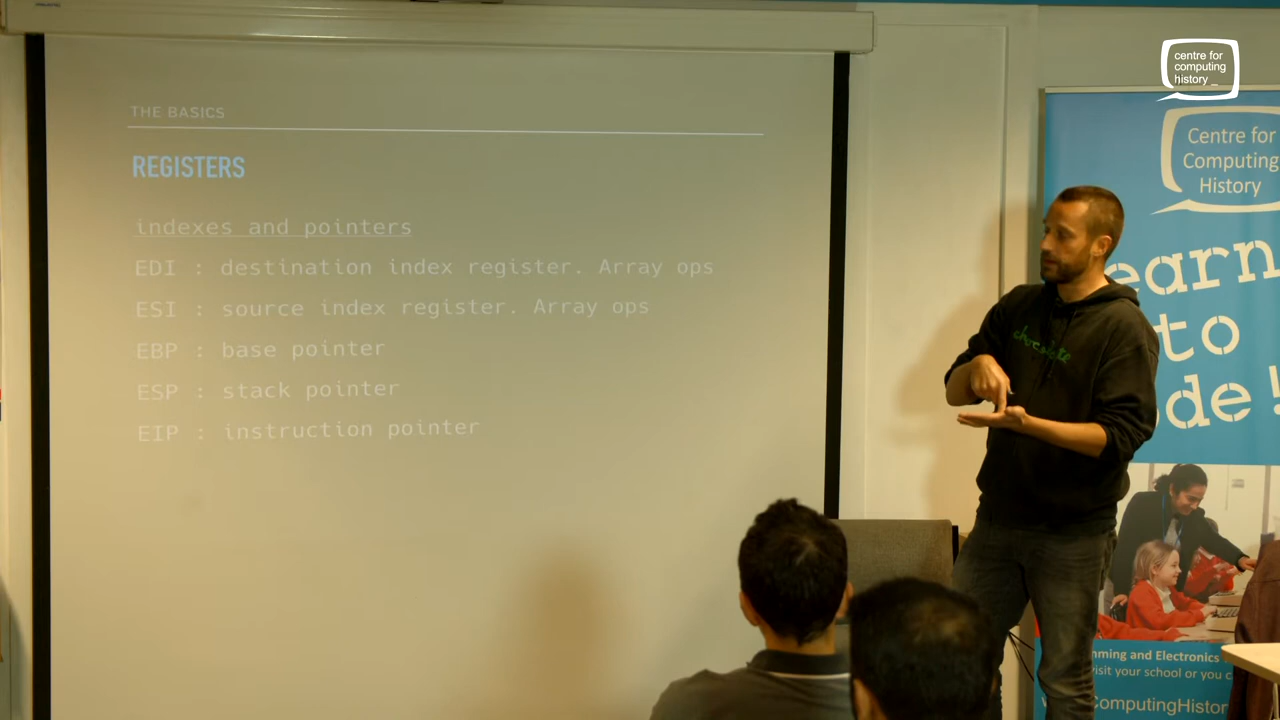 THE BASICS
REGISTERS
indexes and pointers
EDI : destination index register. Array ops
ESI : source index register. Array ops
EBP : base pointer
ESP : stack pointer
EIP : instruction pointer
centre for
computing
history _
Centre for
Computing
History
earn
to
ode!
chocolate
mming and Electronics
isit your school or you c
ComputingHistor